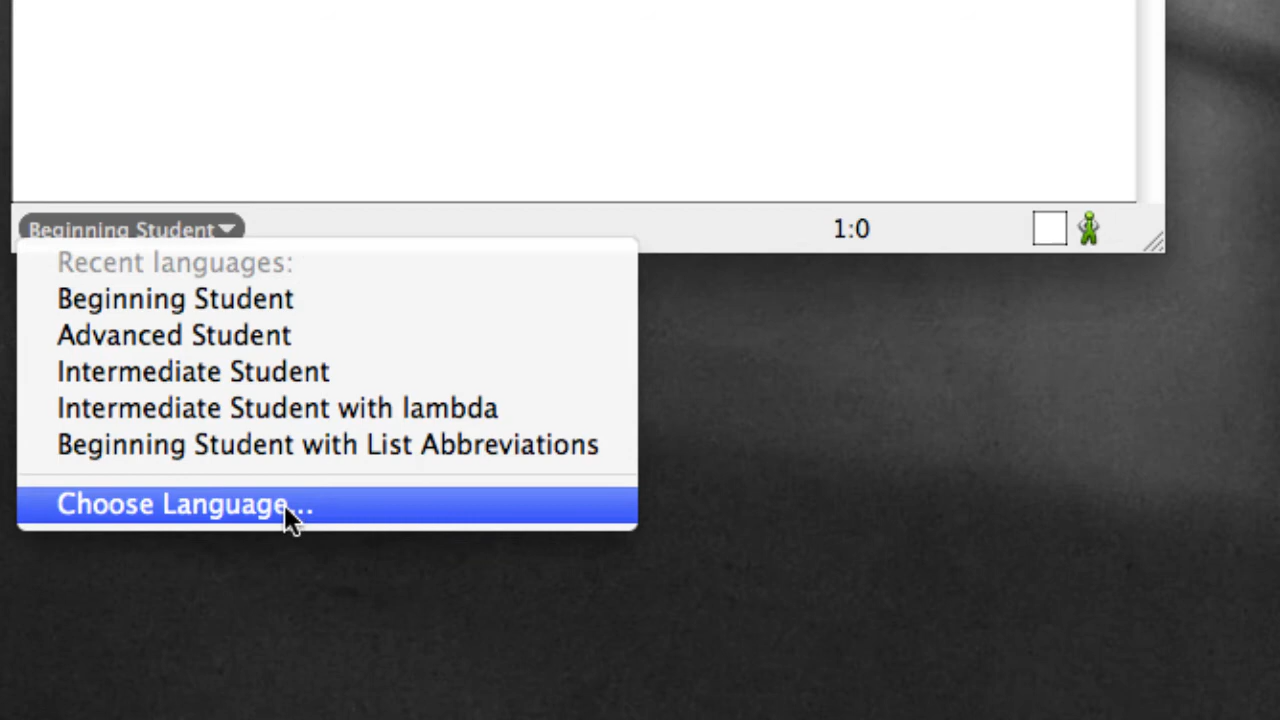 Beginning Student 1:0
Recent languages:
Beginning Student
Advanced Student
Intermediate Student
Intermediate Student with lambda
Beginning Student with List Abbreviations
Choose Language...